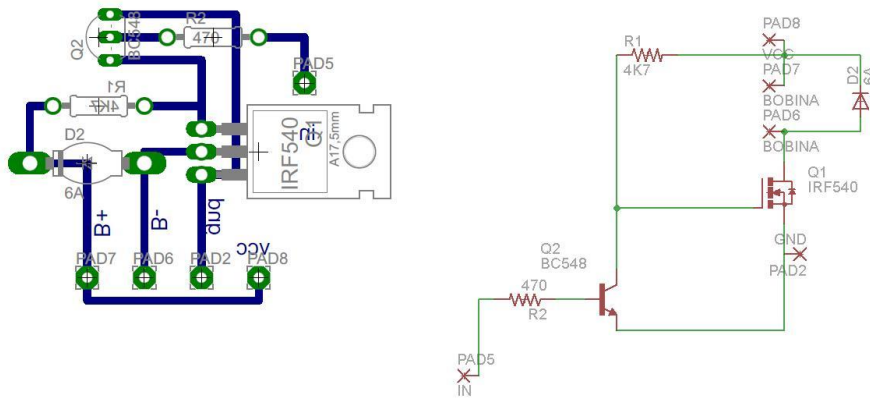 R2
470
Q2
BC548
PAD5
R1
4K7
in
IRF540
Q1
A17,5mm
D2
6A
B+
B-
gnd
vcc
PAD7
PAD6
PAD2
PAD8
PAD8
VCC
PAD7
BOBINA
PAD6
BOBINA
R1
4K7
D2
6A
Q1
IRF540
GND
PAD2
Q2
BC548
470
R2
PAD5
IN